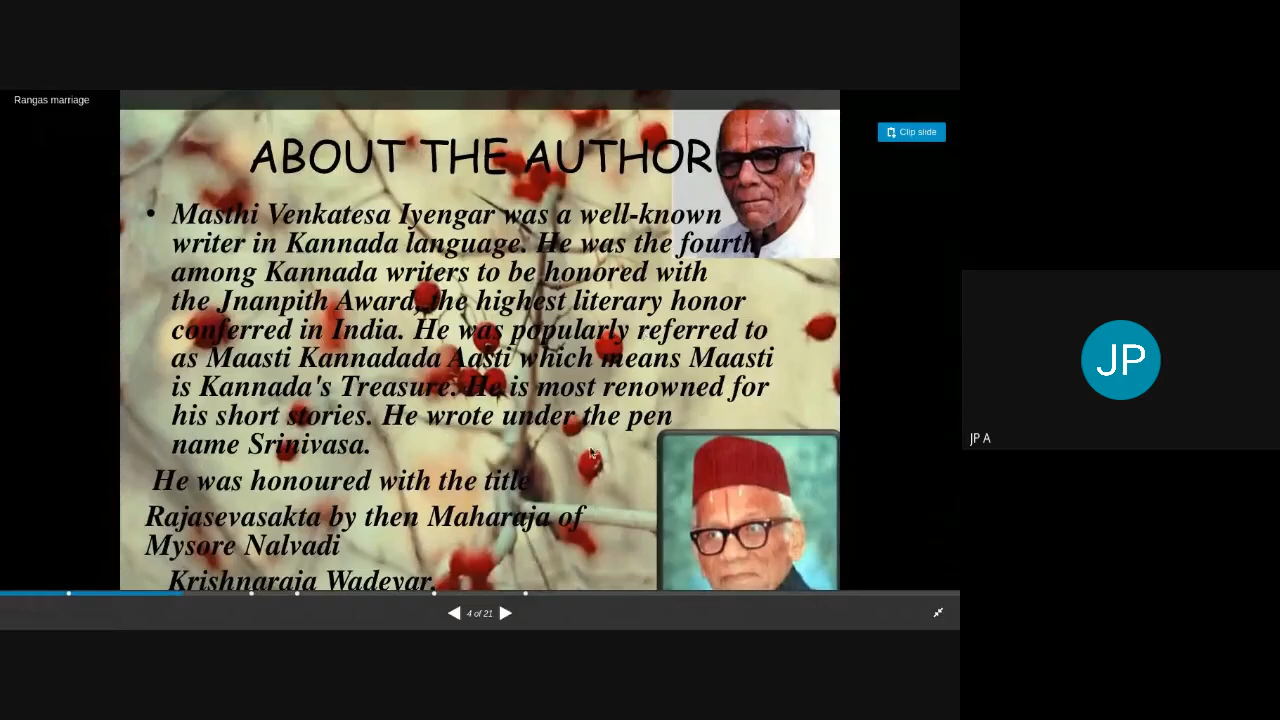 Rangas marriage
Clip slide
ABOUT THE AUTHOR
• Masthi Venkatesa Iyengar was a well-known
writer in Kannada language. He was the fourth
among Kannada writers to be honored with
the Jnanpith Award, the highest literary honor
conferred in India. He was popularly referred to
as Maasti Kannadada Aasti which means Maasti
is Kannada's Treasure. He is most renowned for
his short stories. He wrote under the pen
name Srinivasa.
He was honoured with the title
Rajasevasakta by then Maharaja of
Mysore Nalvadi
Krishnaraja Wadeyar.
4 of 21
JP
JP A